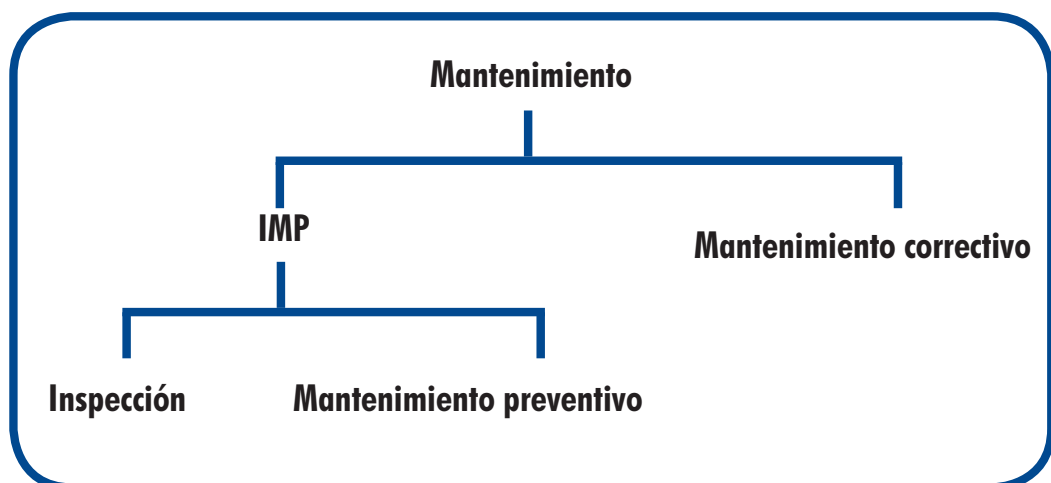 Mantenimiento
IMP
Mantenimiento correctivo
Inspección
Mantenimiento preventivo